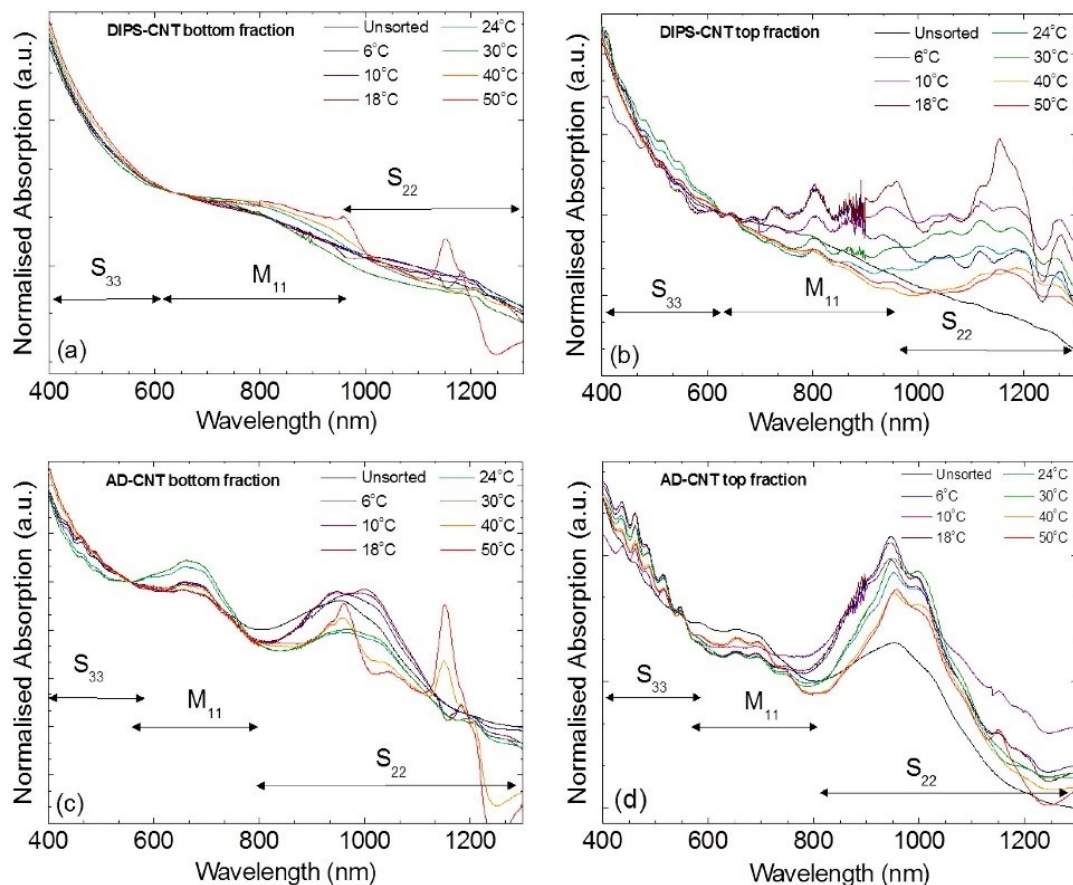 DIPS-CNT bottom fraction
Unsorted
6°C
10°C
18°C
24°C
30°C
40°C
50°C
S22
S33
M11
(a)
Normalised Absorption (a.u.)
400 600 800 1000 1200
Wavelength (nm)
DIPS-CNT top fraction
Unsorted
6°C
10°C
18°C
24°C
30°C
40°C
50°C
S33
M11
S22
(b)
Normalised Absorption (a.u.)
400 600 800 1000 1200
Wavelength (nm)
AD-CNT bottom fraction
Unsorted
6°C
10°C
18°C
24°C
30°C
40°C
50°C
S33
M11
S22
(c)
Normalised Absorption (a.u.)
400 600 800 1000 1200
Wavelength (nm)
AD-CNT top fraction
Unsorted
6°C
10°C
18°C
24°C
30°C
40°C
50°C
S33
M11
S22
(d)
Normalised Absorption (a.u.)
400 600 800 1000 1200
Wavelength (nm)